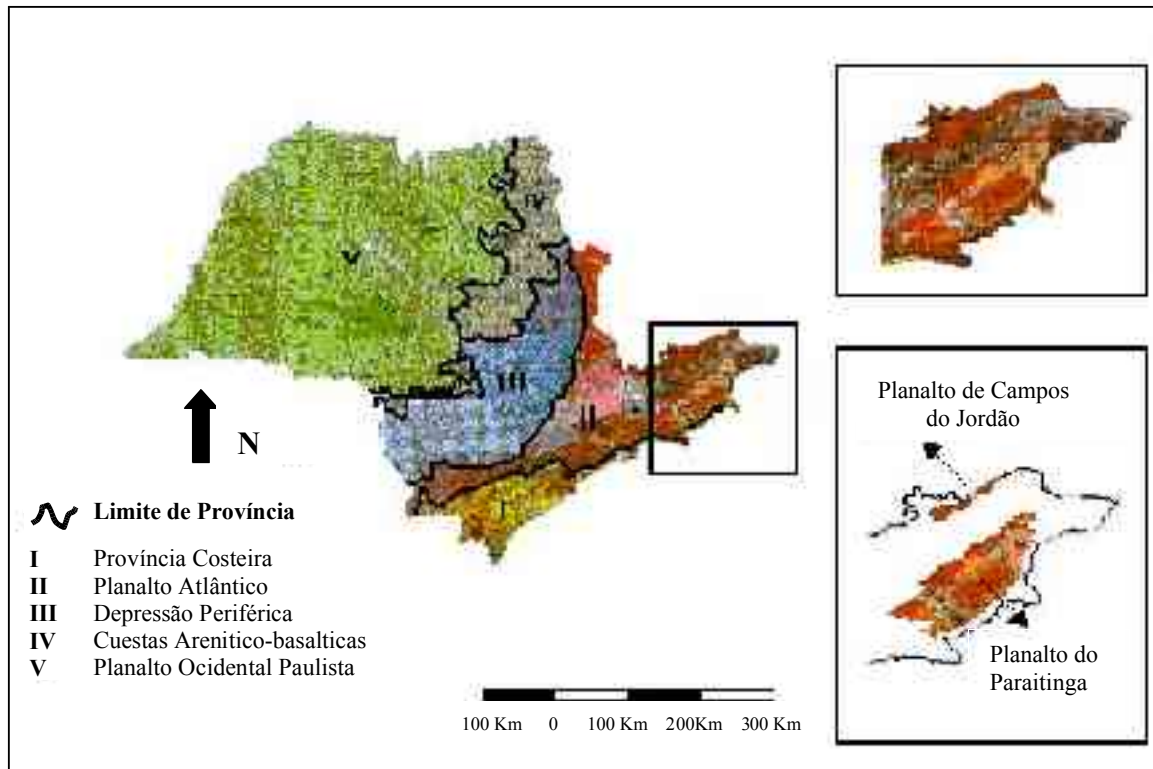 IV
V
III
II
I
N
Limite de Província
I Província Costeira
II Planalto Atlântico
III Depressão Periférica
IV Cuestas Arenitico-basalticas
V Planalto Ocidental Paulista
100 Km 0 100 Km 200Km 300 Km
Planalto de Campos
do Jordão
Planalto do
Paraitinga